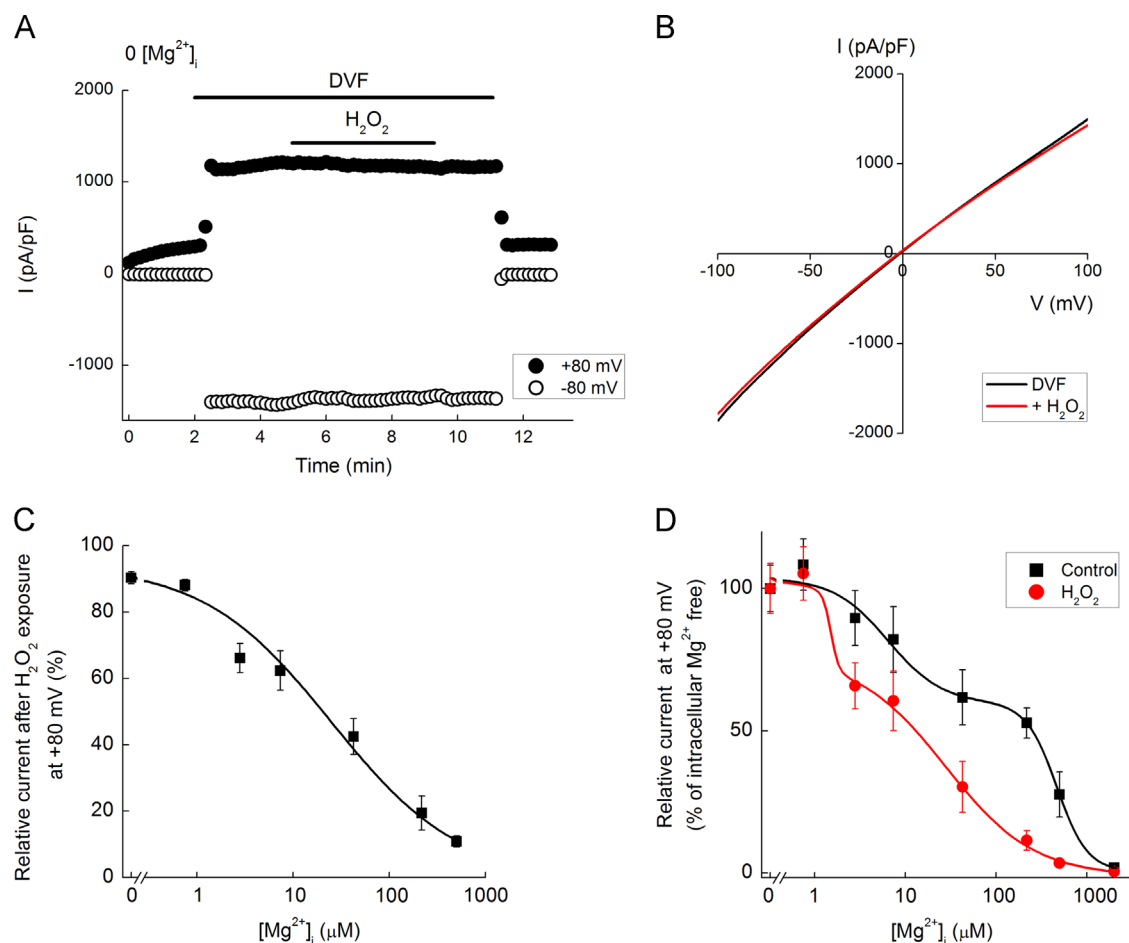 A
0 [Mg²⁺]ᵢ
DVF
H₂O₂
2000
1000
0
-1000
I (pA/pF)
+80 mV
-80 mV
0 2 4 6 8 10 12
Time (min)
B
I (pA/pF)
2000
1000
0
-100 -50 0 50 100
V (mV)
-1000
-2000
DVF
+ H₂O₂
C
Relative current after H₂O₂ exposure
at +80 mV (%)
100
80
60
40
20
0
0 1 10 100 1000
[Mg²⁺]ᵢ (μM)
D
Relative current at +80 mV
(% of intracellular Mg²⁺ free)
100
50
0
Control
H₂O₂
0 1 10 100 1000
[Mg²⁺]ᵢ (μM)